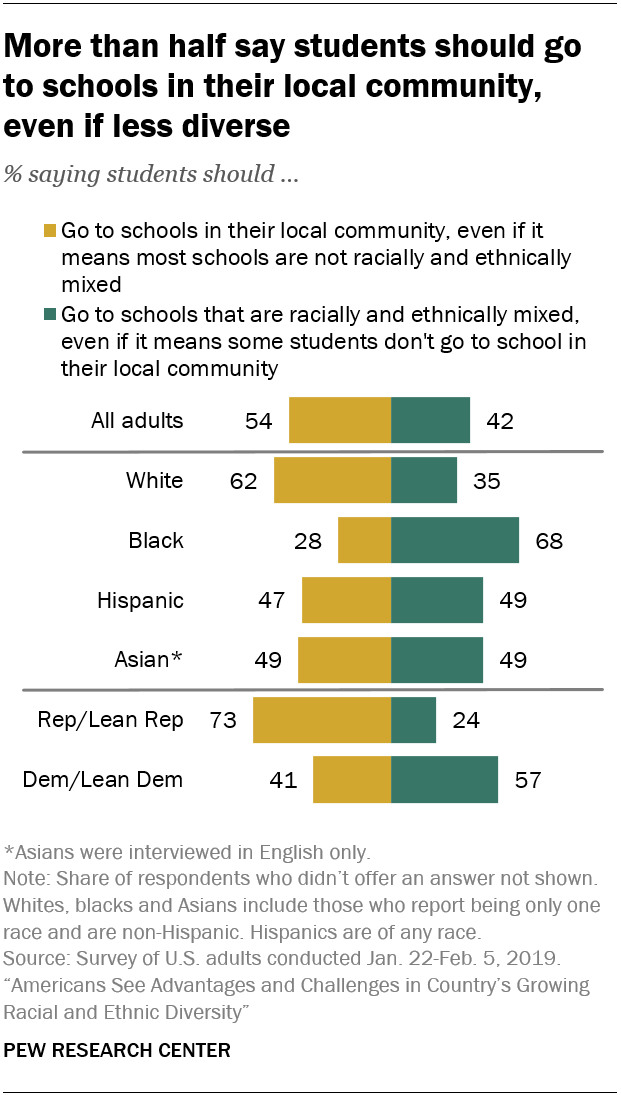 More than half say students should go
to schools in their local community,
even if less diverse
% saying students should ...
Go to schools in their local community, even if it
means most schools are not racially and ethnically
mixed
Go to schools that are racially and ethnically mixed,
even if it means some students don't go to school in
their local community
All adults 54 42
White 62 35
Black 28 68
Hispanic 47 49
Asian* 49 49
Rep/Lean Rep 73 24
Dem/Lean Dem 41 57
*Asians were interviewed in English only.
Note: Share of respondents who didn’t offer an answer not shown.
Whites, blacks and Asians include those who report being only one
race and are non-Hispanic. Hispanics are of any race.
Source: Survey of U.S. adults conducted Jan. 22-Feb. 5, 2019.
“Americans See Advantages and Challenges in Country’s Growing
Racial and Ethnic Diversity”
PEW RESEARCH CENTER